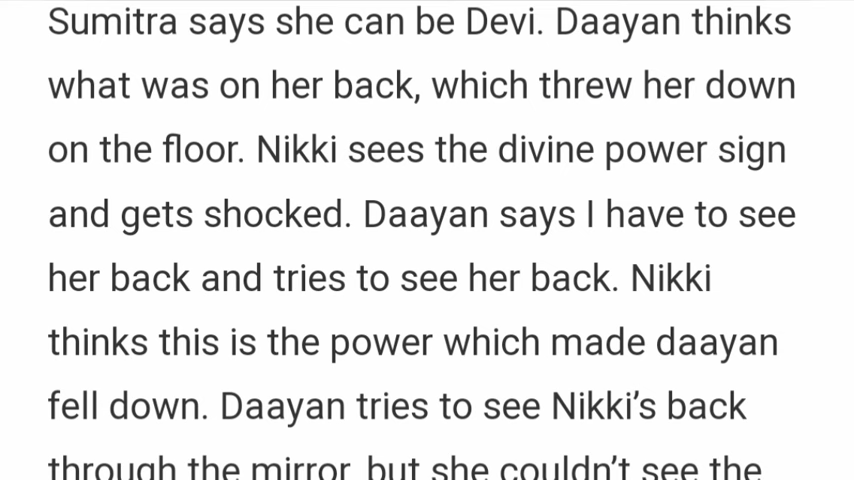 Sumitra says she can be Devi. Daayan thinks
what was on her back, which threw her down
on the floor. Nikki sees the divine power sign
and gets shocked. Daayan says I have to see
her back and tries to see her back. Nikki
thinks this is the power which made daayan
fell down. Daayan tries to see Nikki’s back
through the mirror, but she couldn’t see the